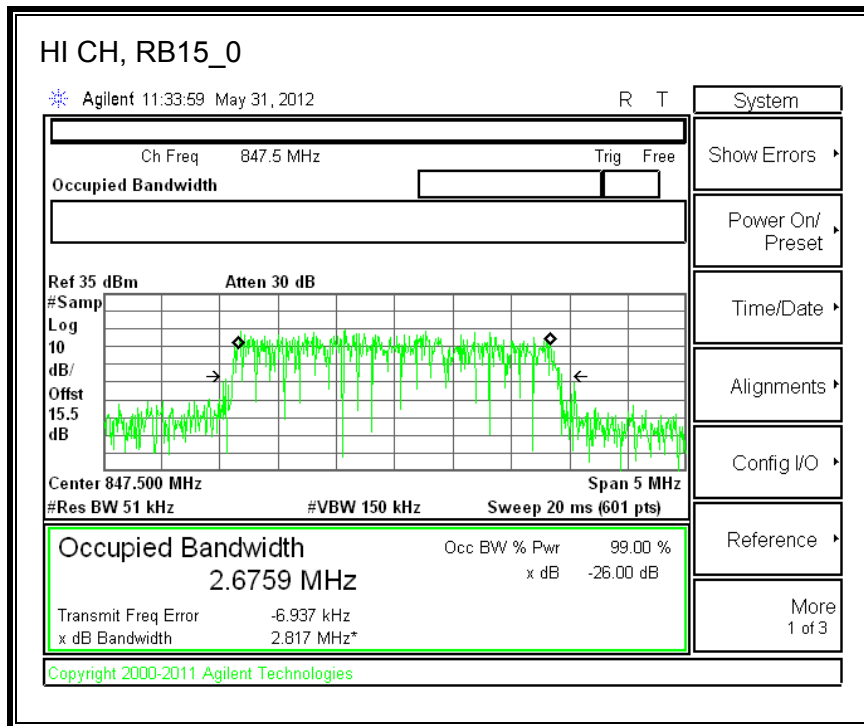 HI CH, RB15_0
Agilent 11:33:59 May 31, 2012 R T
Ch Freq 847.5 MHz Trig Free
Occupied Bandwidth
Ref 35 dBm Atten 30 dB
#Samp
Log
10
dB/
Offst
15.5
dB
Center 847.500 MHz Span 5 MHz
#Res BW 51 kHz #VBW 150 kHz Sweep 20 ms (601 pts)
Occupied Bandwidth Occ BW % Pwr 99.00 %
2.6759 MHz x dB -26.00 dB
Transmit Freq Error -6.937 kHz
x dB Bandwidth 2.817 MHz*
Copyright 2000-2011 Agilent Technologies
System
Show Errors
Power On/
Preset
Time/Date
Alignments
Config I/O
Reference
More
1 of 3